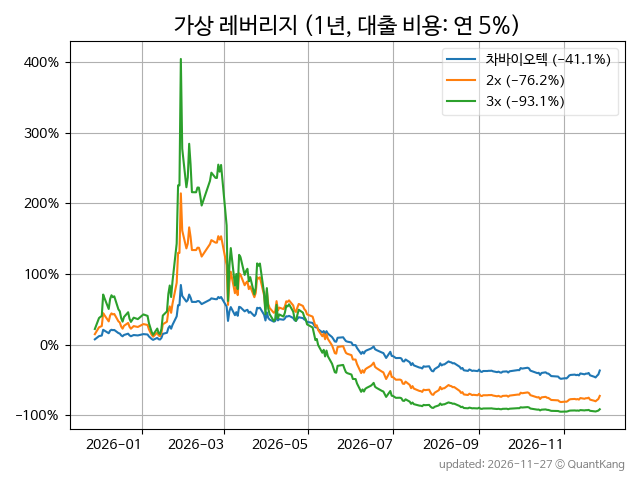 가상 레버리지 (1년, 대출 비용: 연 5%)
차바이오텍 (-41.1%)
2x (-76.2%)
3x (-93.1%)
400%
300%
200%
100%
0%
-100%
2026-01 2026-03 2026-05 2026-07 2026-09 2026-11
updated: 2026-11-27 © QuantKang